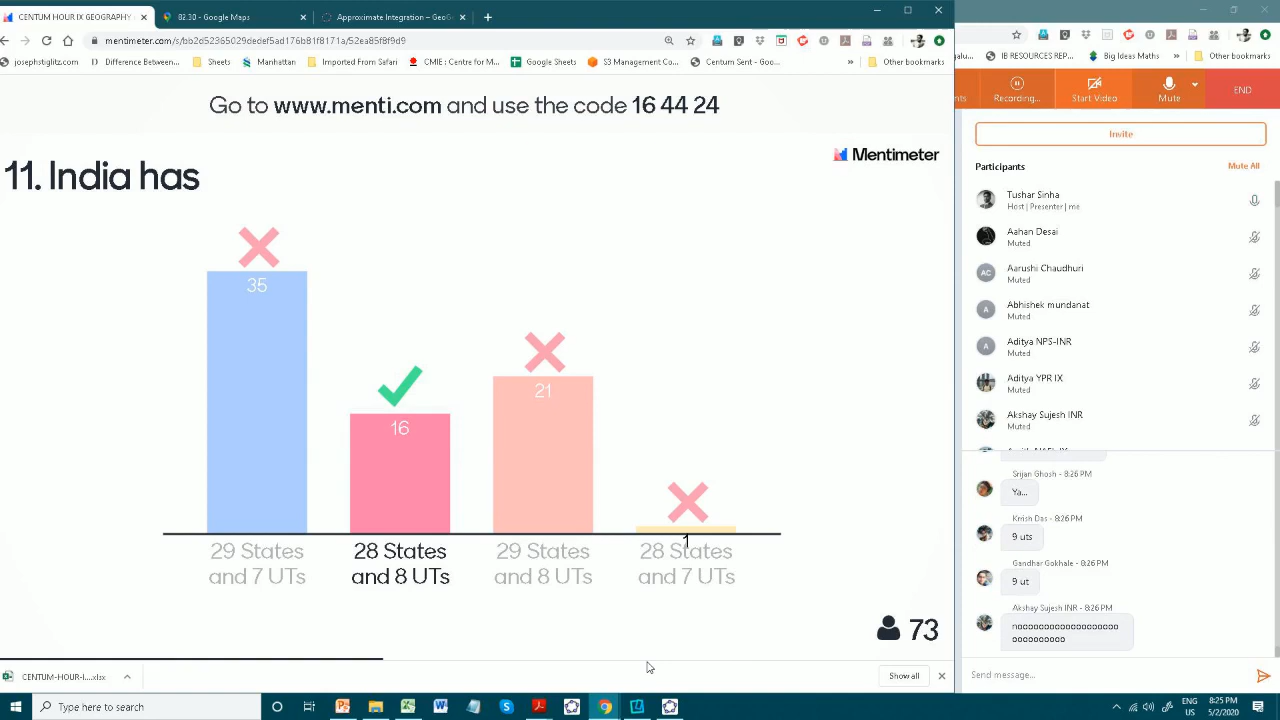 CENTUM HOUR IX GEOGRAPHY
82.30 - Google Maps
Approximate Integration – GeoG
mentimeter.com/s/bb2d52365029dedef5ad176b81f8171a/52ea85f8f9d9
josephstiglitz.com
Difference Between...
Sheets
Manhattan
Imported From Safari
CMIE : Centre for M...
Google Sheets
S3 Management Co...
Centum Sent - Goo...
»
Other bookmarks
IB RESOURCES REP...
Big Ideas Maths
»
Other bookmarks
Go to www.menti.com and use the code 16 44 24
Mentimeter
11. India has
35
16
21
1
29 States
and 7 UTs
28 States
and 8 UTs
29 States
and 8 UTs
28 States
and 7 UTs
73
CENTUM-HOUR-I....xlsx
Show all
Recording...
Start Video
Mute
END
Invite
Participants
Mute All
Tushar Sinha
Host | Presenter | me
Aahan Desai
Muted
AC
Aarushi Chaudhuri
Muted
A
Abhishek mundanat
Muted
A
Aditya NPS-INR
Muted
Aditya YPR IX
Muted
Akshay Sujesh INR
Muted
Srijan Ghosh - 8:26 PM
Ya...
Krrish Das - 8:26 PM
9 uts
Gandhar Gokhale - 8:26 PM
9 ut
Akshay Sujesh INR - 8:26 PM
Send message...
Type here to search
ENG
US
8:25 PM
5/2/2020